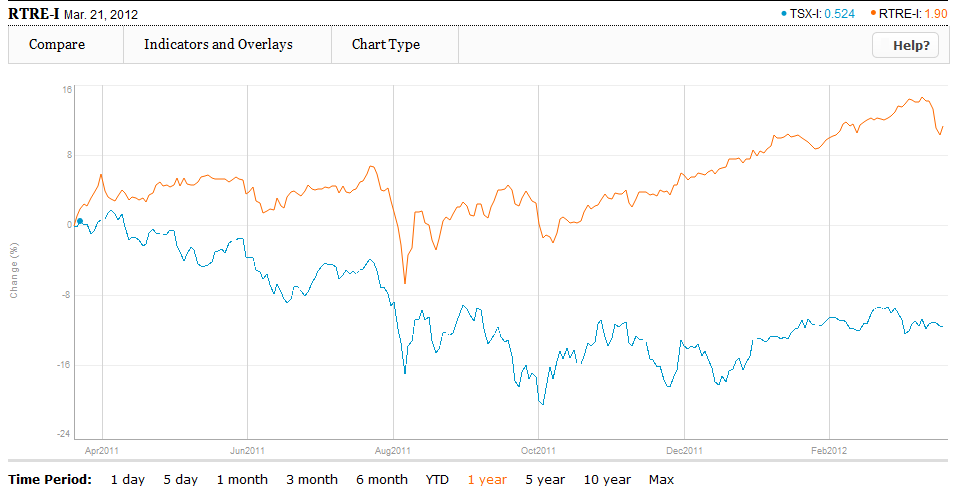 RTRE-I Mar. 21, 2012 TSX-I: 0.524 RTRE-I: 1.90
Compare Indicators and Overlays Chart Type Help?
Change (%)
16
8
0
-8
-16
-24
Apr2011 Jun2011 Aug2011 Oct2011 Dec2011 Feb2012
Time Period: 1 day 5 day 1 month 3 month 6 month YTD 1 year 5 year 10 year Max